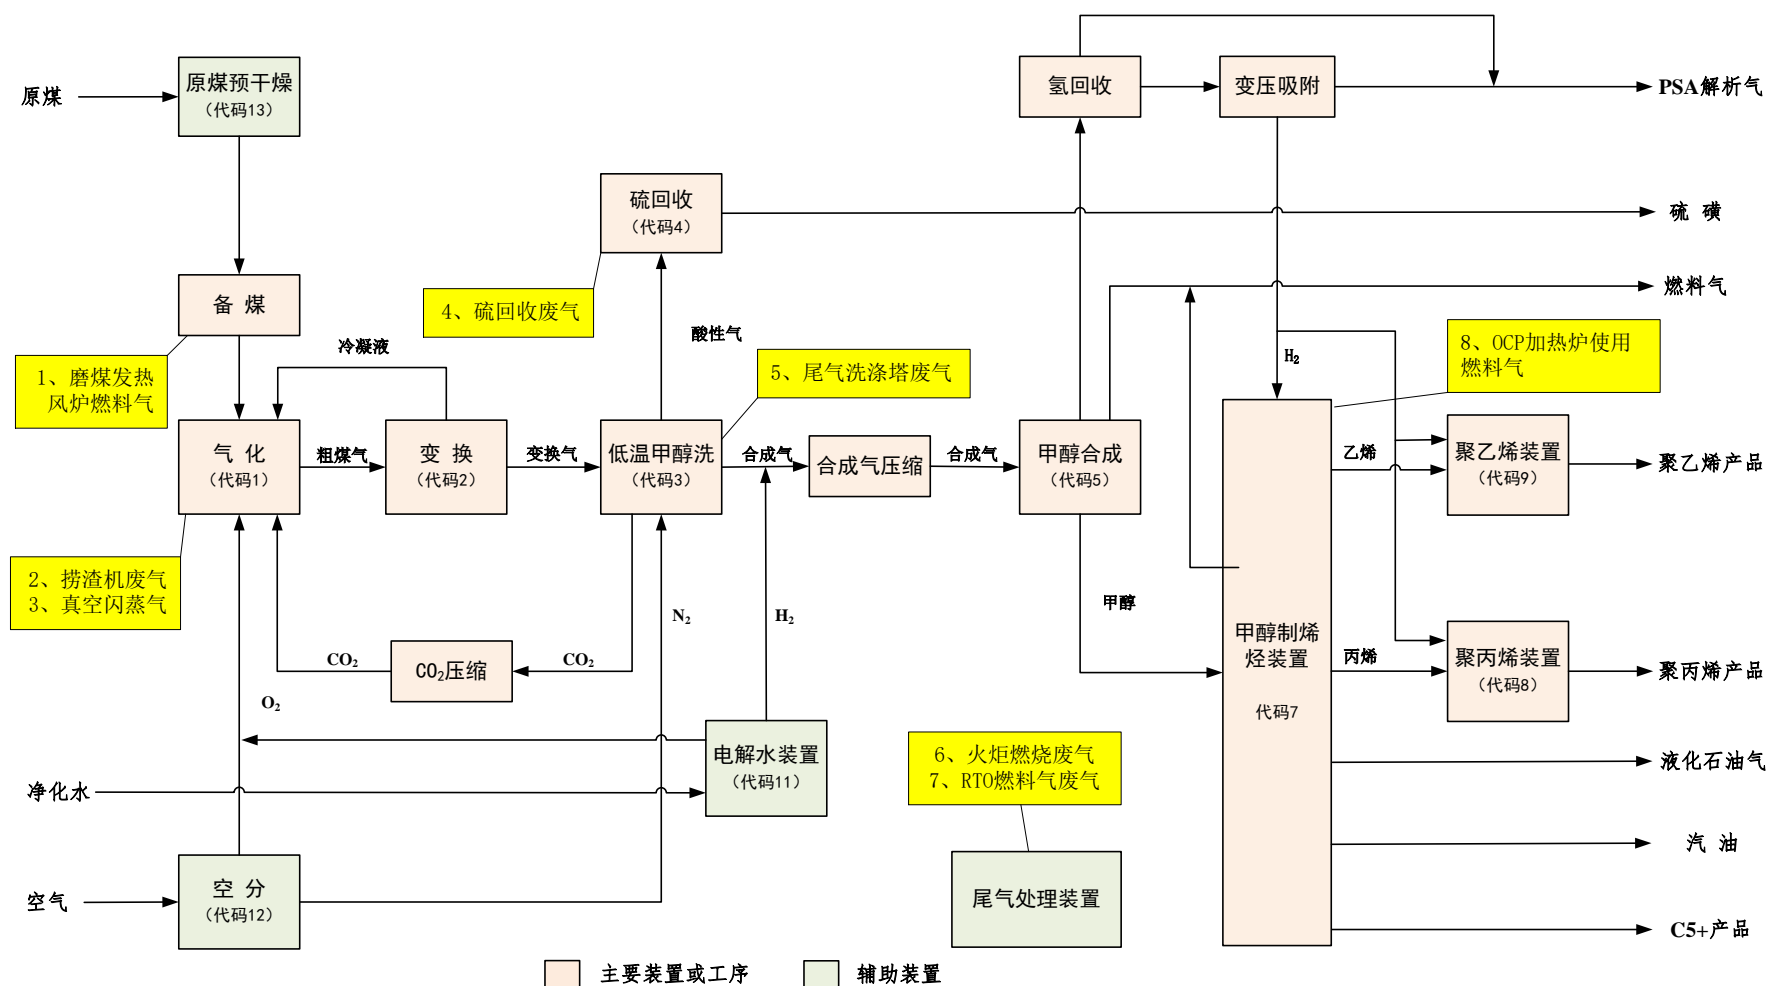 原煤
原煤预干燥
(代码13)
氢回收
变压吸附
PSA解析气
硫回收
(代码4)
硫 磺
备 煤
4、硫回收废气
酸性气
燃料气
冷凝液
1、磨煤发热
风炉燃料气
5、尾气洗涤塔废气
8、OCP加热炉使用
燃料气
H₂
气 化
(代码1)
粗煤气
变 换
(代码2)
变换气
低温甲醇洗
(代码3)
合成气
合成气压缩
合成气
甲醇合成
(代码5)
乙烯
聚乙烯装置
(代码9)
聚乙烯产品
2、捞渣机废气
3、真空闪蒸气
N₂
H₂
甲醇
CO₂
CO₂压缩
CO₂
O₂
甲醇制烯
烃装置
代码7
丙烯
聚丙烯装置
(代码8)
聚丙烯产品
电解水装置
(代码11)
净化水
6、火炬燃烧废气
7、RTO燃料气废气
液化石油气
汽 油
空气
空 分
(代码12)
尾气处理装置
C5+产品
主要装置或工序
辅助装置